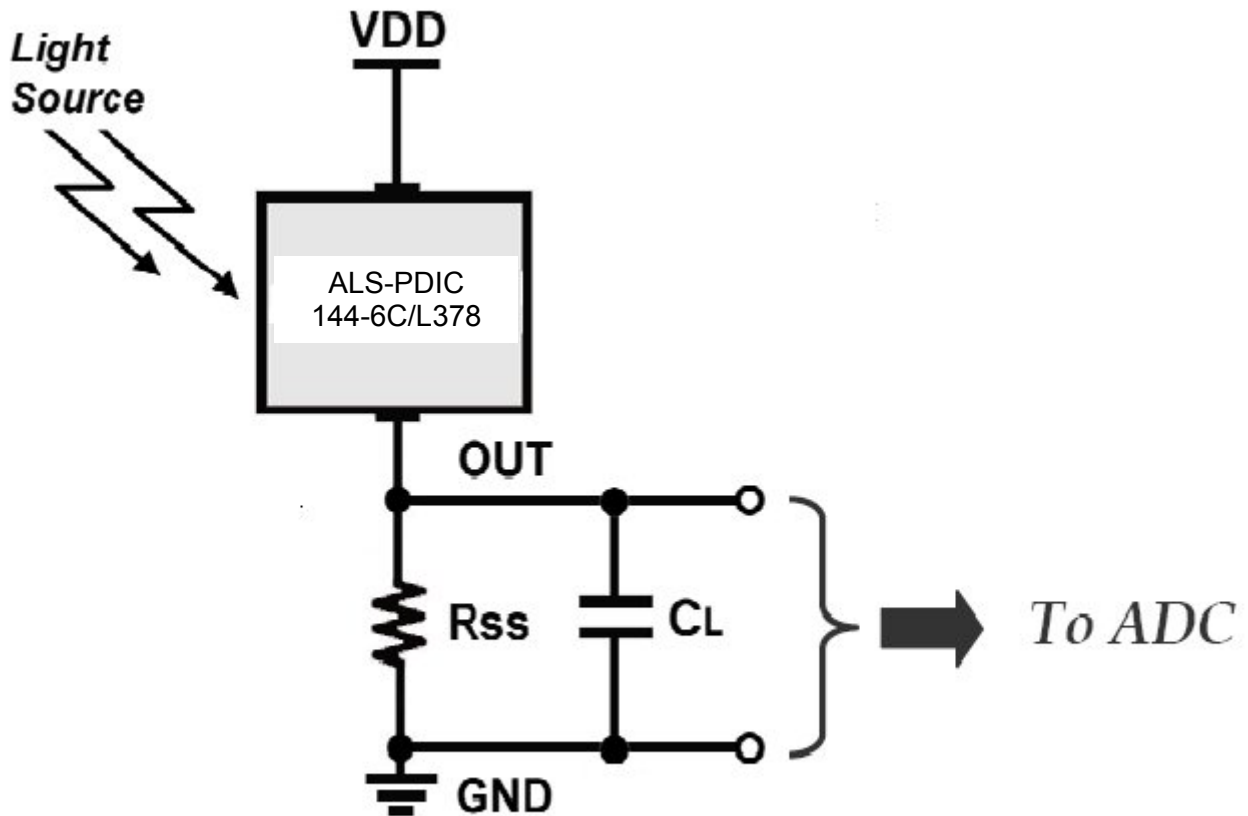 VDD
Light
Source
ALS-PDIC
144-6C/L378
OUT
Rss
CL
To ADC
GND